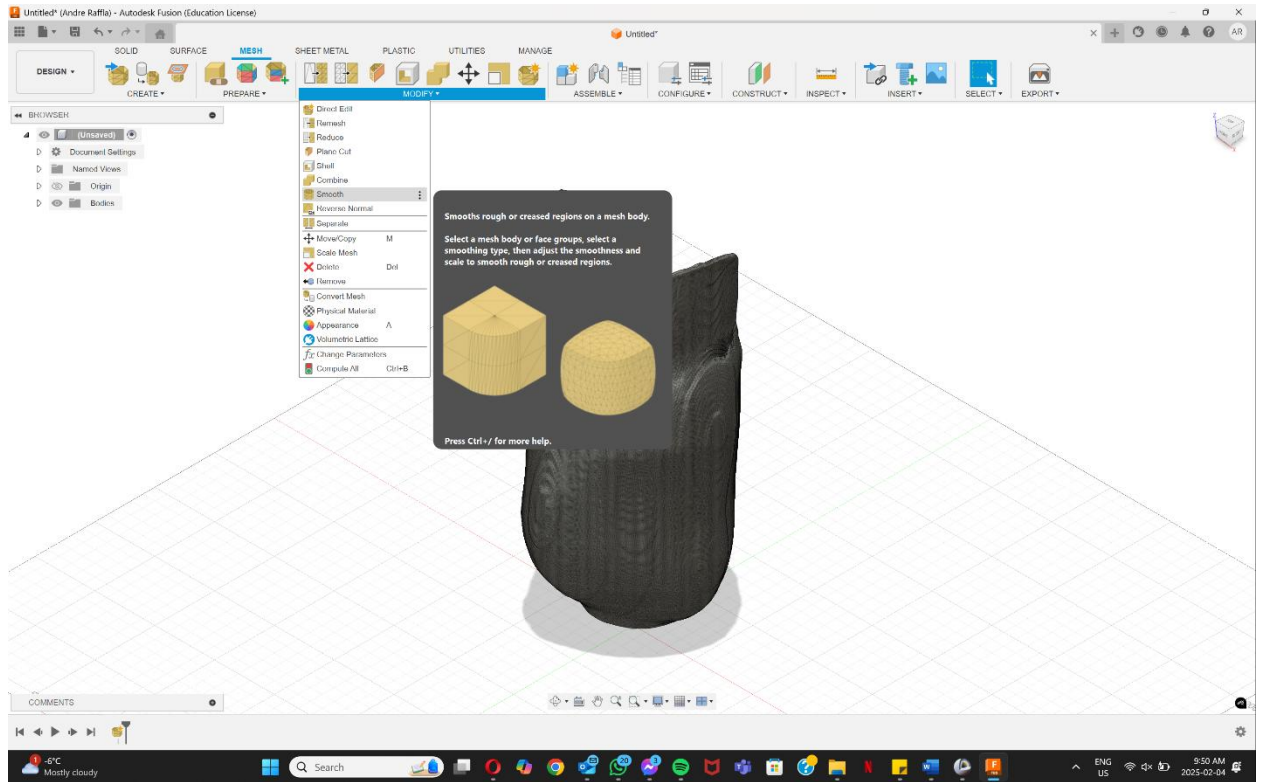 Untitled* (Andre Raffla) - Autodesk Fusion (Education License)
Untitled*
AR
SOLID SURFACE MESH SHEET METAL PLASTIC UTILITIES MANAGE
DESIGN
CREATE PREPARE MODIFY ASSEMBLE CONFIGURE CONSTRUCT INSPECT INSERT SELECT EXPORT
BROWSER
(Unsaved)
Document Settings
Named Views
Origin
Bodies
Direct Edit
Remesh
Reduce
Plane Cut
Shell
Combine
Smooth
Reverse Normal
Separate
Move/Copy M
Scale Mesh
Delete Del
Remove
Convert Mesh
Physical Material
Appearance A
Volumetric Lattice
fx Change Parameters
Compute All Ctrl+B
Smooths rough or creased regions on a mesh body.
Select a mesh body or face groups, select a
smoothing type, then adjust the smoothness and
scale to smooth rough or creased regions.
Press Ctrl+/ for more help.
COMMENTS
-6°C
Mostly cloudy
Search
ENG
US
9:50 AM
2025-02-04